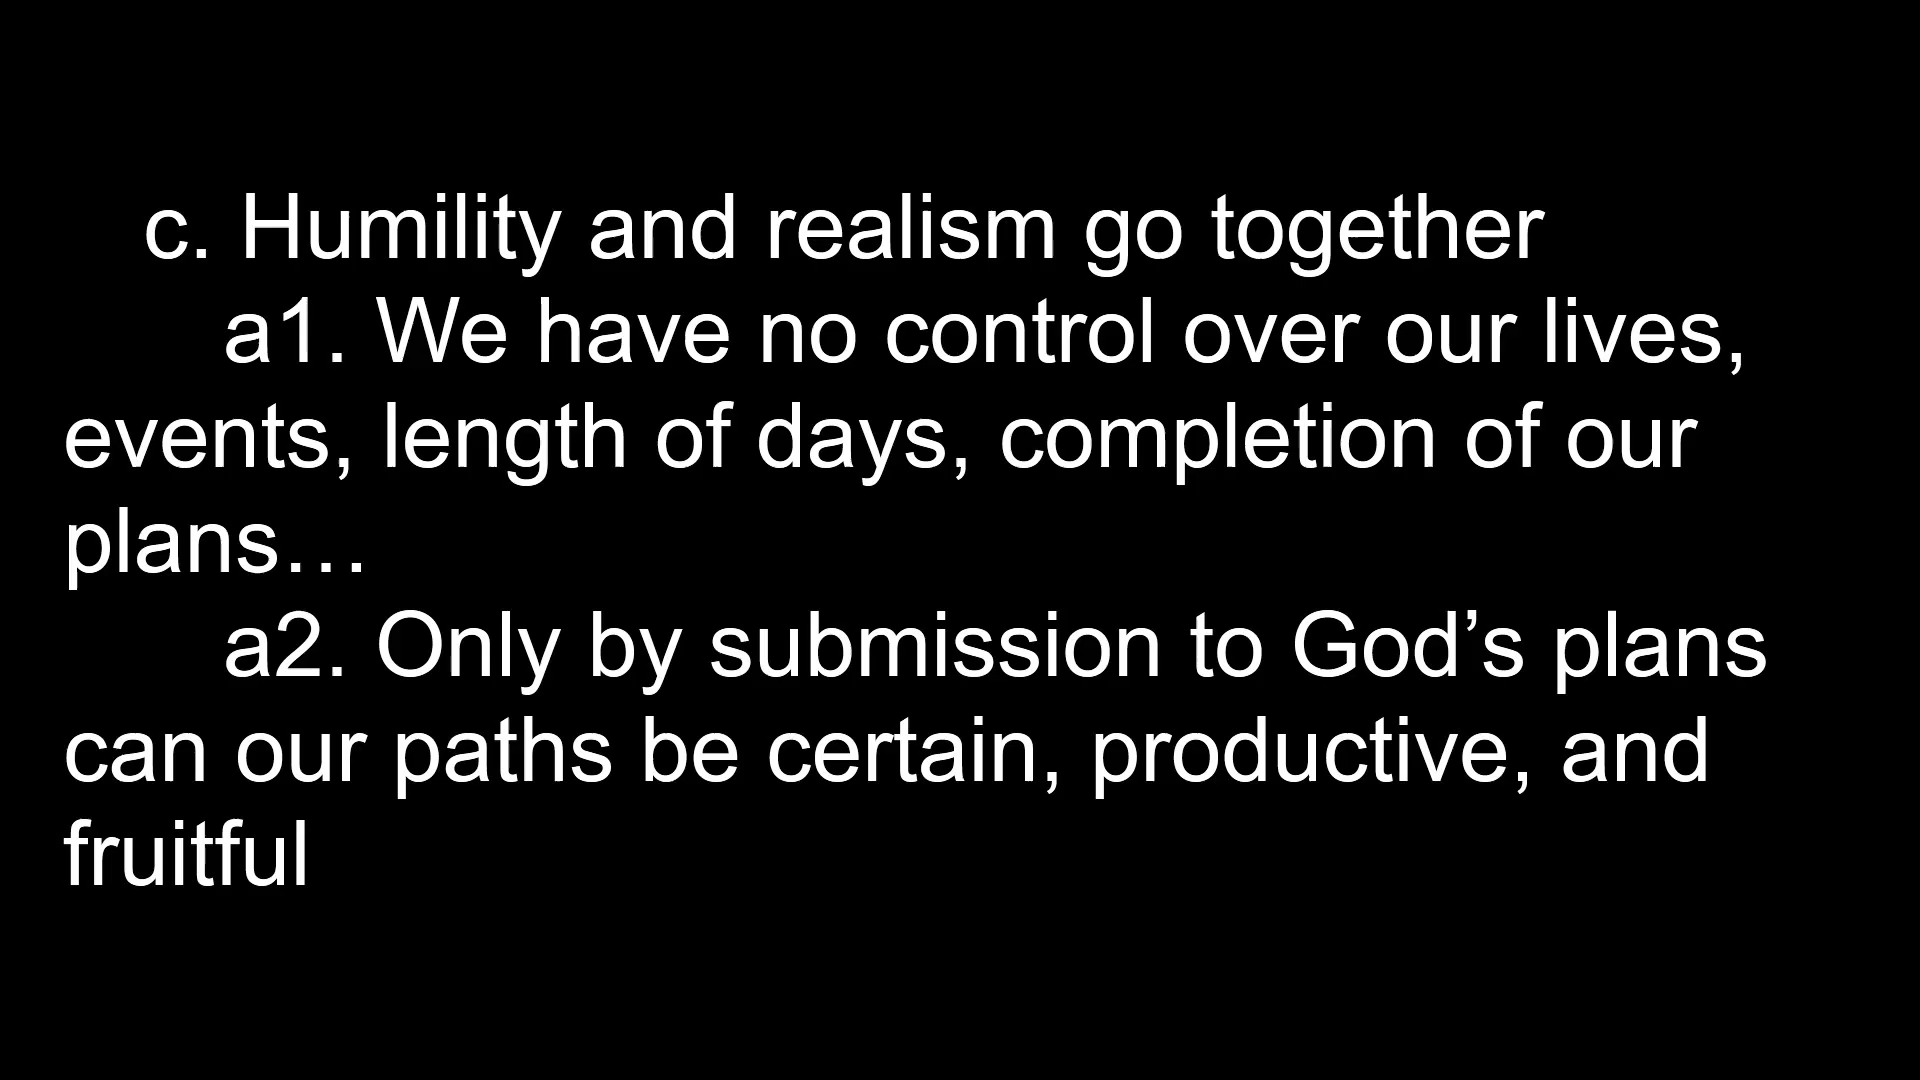 c. Humility and realism go together
a1. We have no control over our lives,
events, length of days, completion of our
plans…
a2. Only by submission to God’s plans
can our paths be certain, productive, and
fruitful